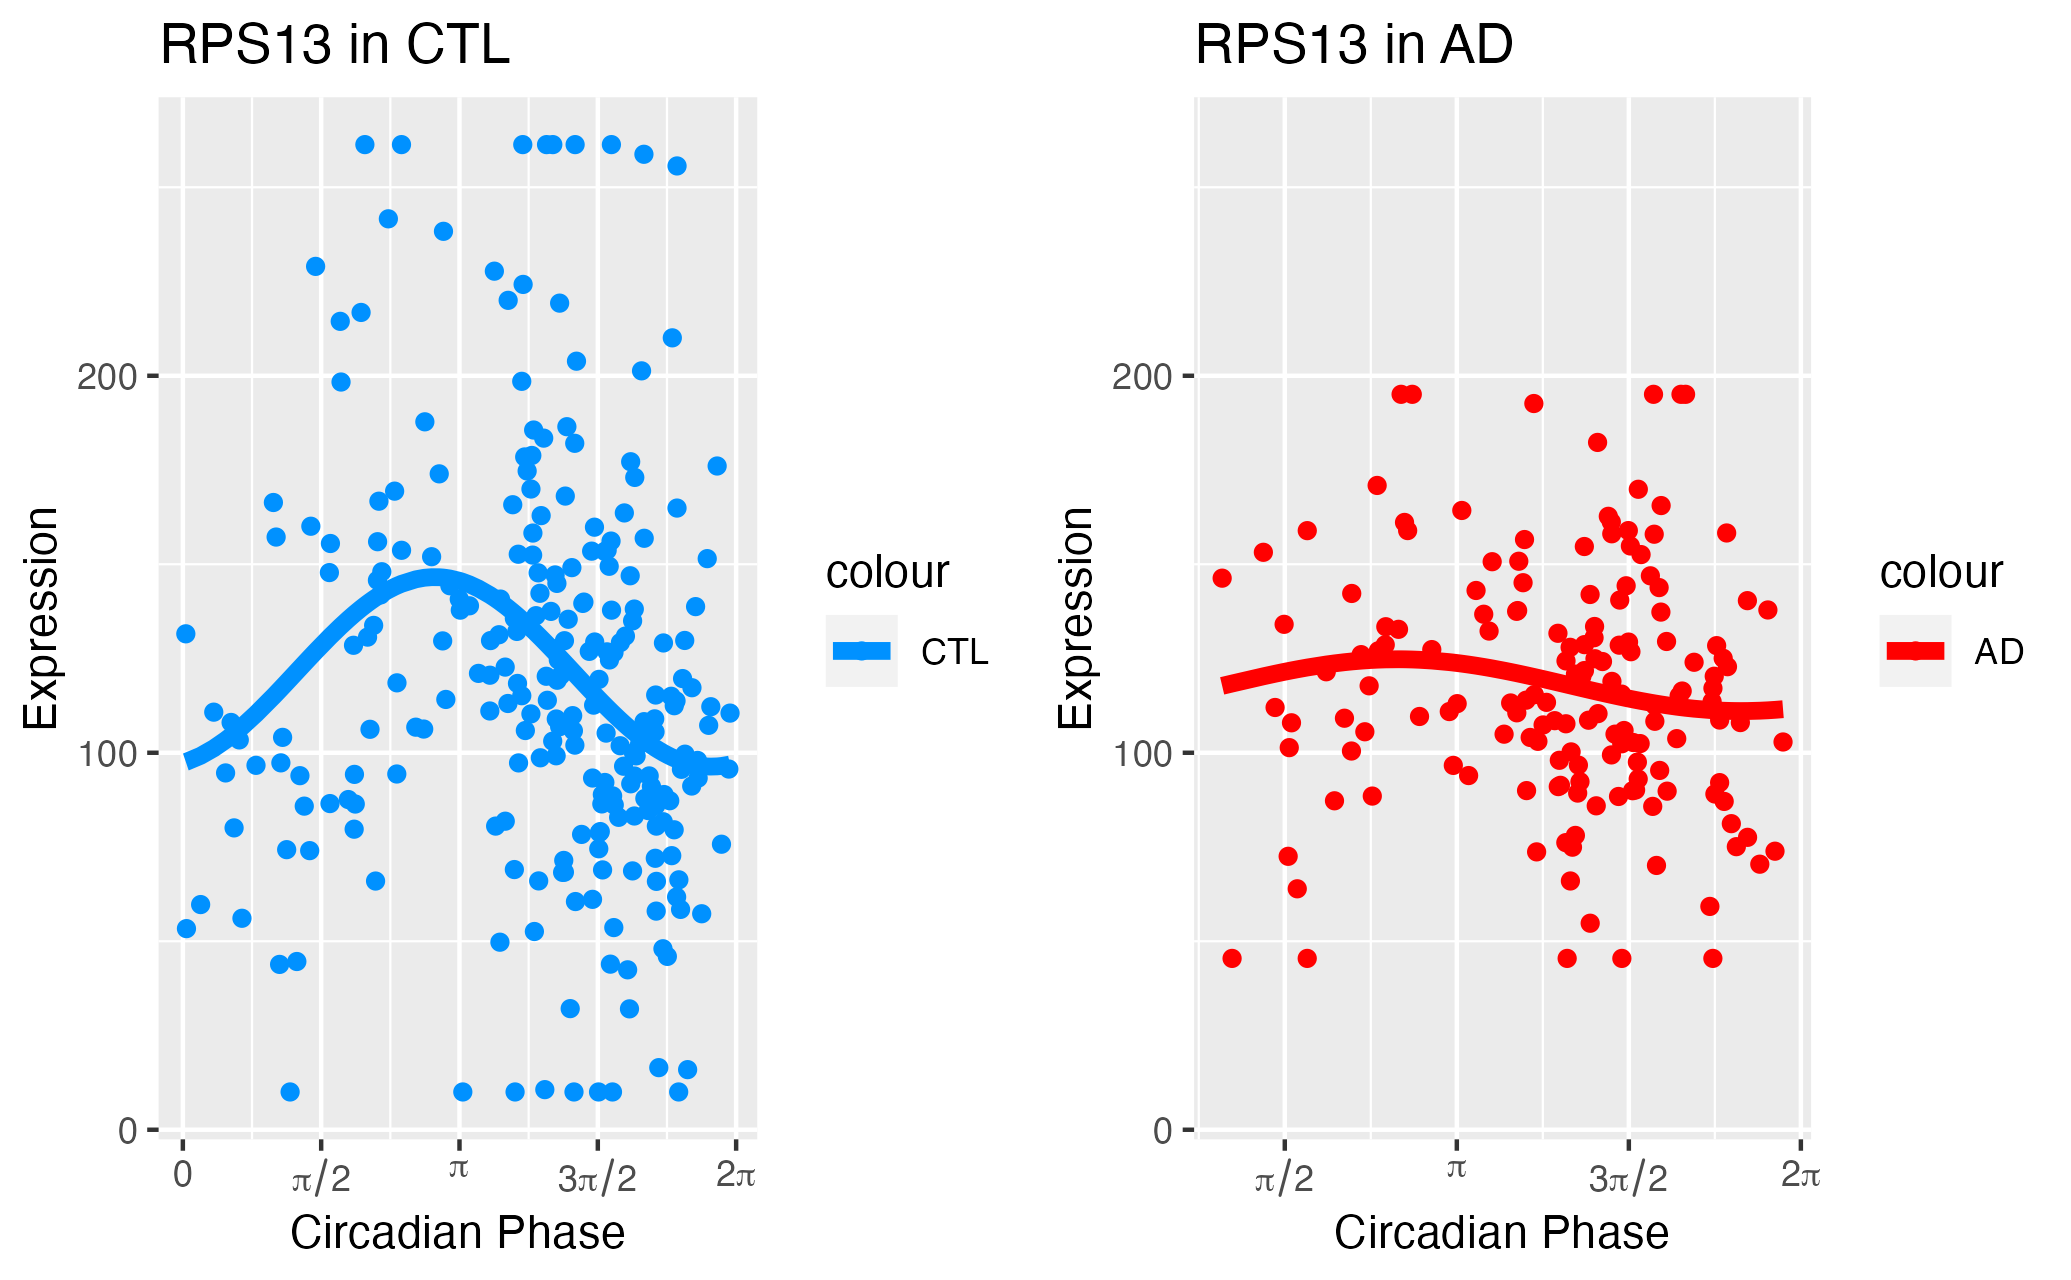 RPS13 in CTL
Expression
200
100
0
0
π/2
π
3π/2
2π
Circadian Phase
colour
CTL
RPS13 in AD
Expression
200
100
0
π/2
π
3π/2
2π
Circadian Phase
colour
AD